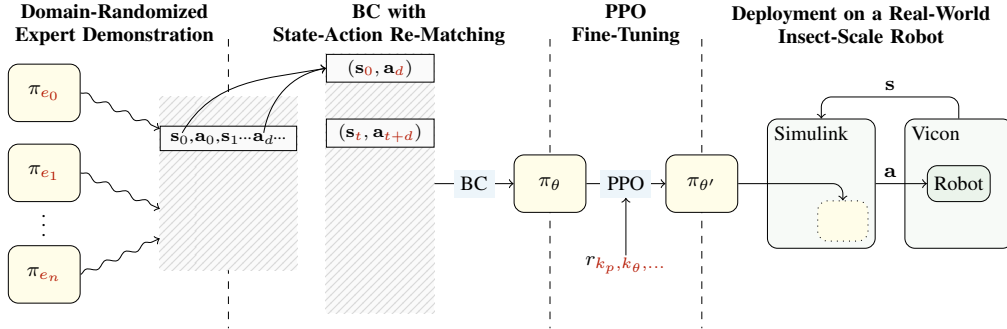 Domain-Randomized
Expert Demonstration
BC with
State-Action Re-Matching
PPO
Fine-Tuning
Deployment on a Real-World
Insect-Scale Robot
π_{e_0}
π_{e_1}
⋮
π_{e_n}
s_0,a_0,s_1···a_d···
(s_0, a_d)
(s_t, a_{t+d})
BC
π_θ
PPO
r_{k_p,k_θ,...}
π_{θ′}
s
Simulink
Vicon
a
Robot